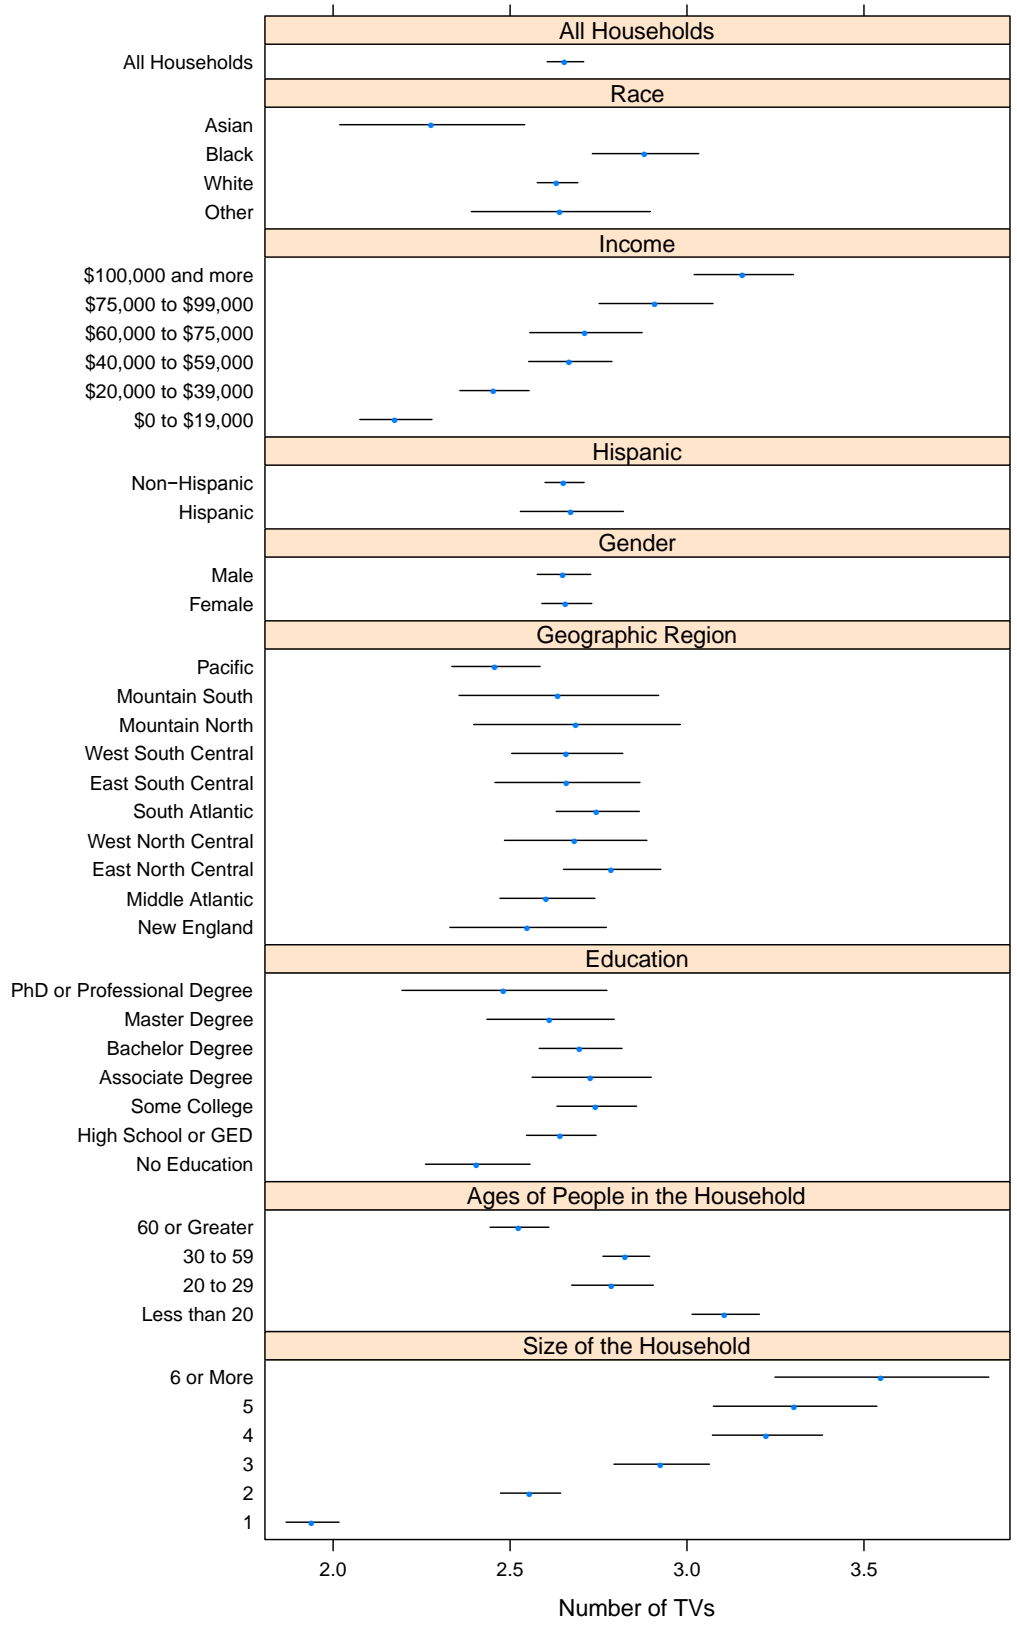 All Households
All Households
Race
Asian
Black
White
Other
Income
$100,000 and more
$75,000 to $99,000
$60,000 to $75,000
$40,000 to $59,000
$20,000 to $39,000
$0 to $19,000
Hispanic
Non−Hispanic
Hispanic
Gender
Male
Female
Geographic Region
Pacific
Mountain South
Mountain North
West South Central
East South Central
South Atlantic
West North Central
East North Central
Middle Atlantic
New England
Education
PhD or Professional Degree
Master Degree
Bachelor Degree
Associate Degree
Some College
High School or GED
No Education
Ages of People in the Household
60 or Greater
30 to 59
20 to 29
Less than 20
Size of the Household
6 or More
5
4
3
2
1
2.0 2.5 3.0 3.5
Number of TVs